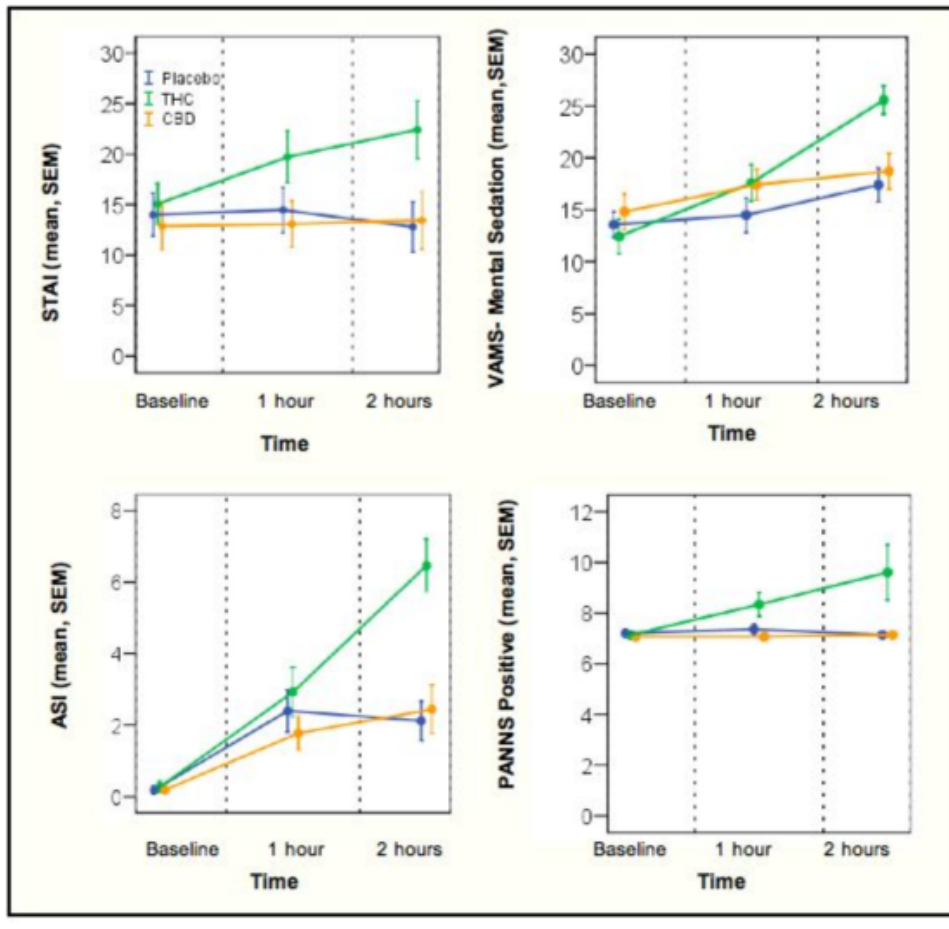 STAI (mean, SEM)
30
25
20
15
10
5
0
Placebo
THC
CBD
Baseline 1 hour 2 hours
Time
VAMS- Mental Sedation (mean,SEM)
30
25
20
15
10
5
0
Baseline 1 hour 2 hours
Time
ASI (mean, SEM)
8
6
4
2
0
Baseline 1 hour 2 hours
Time
PANNS Positive (mean, SEM)
12
10
8
6
4
2
0
Baseline 1 hour 2 hours
Time